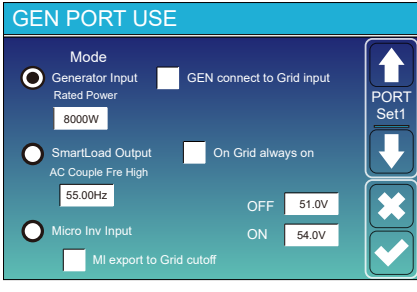 GEN PORT USE
Mode
Generator Input
GEN connect to Grid input
Rated Power
8000W
PORT
Set1
SmartLoad Output
On Grid always on
AC Couple Fre High
55.00Hz
OFF 51.0V
Micro Inv Input
ON 54.0V
MI export to Grid cutoff